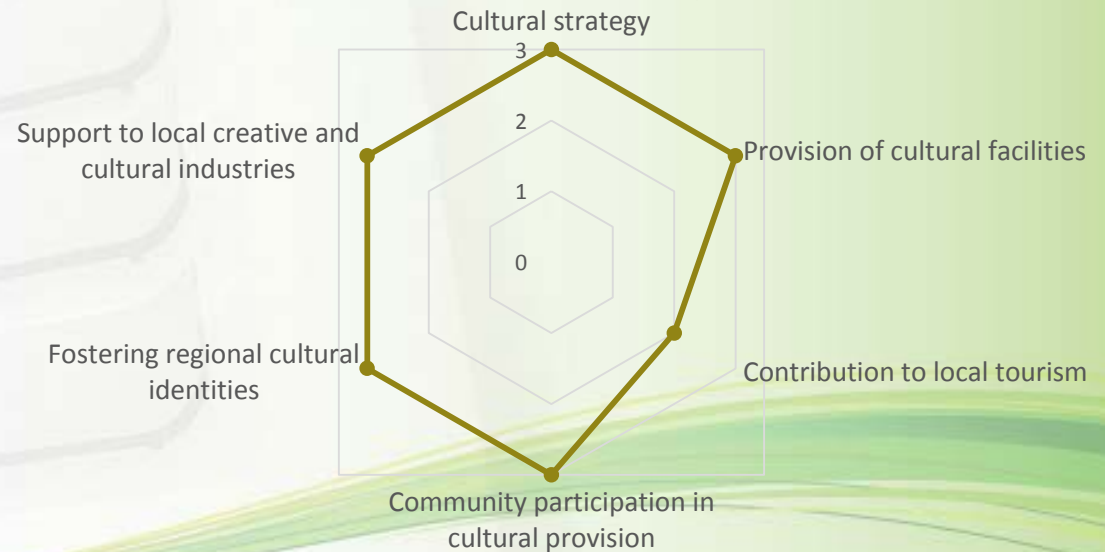 Cultural strategy
3
2
1
0
Support to local creative and
cultural industries
Provision of cultural facilities
Fostering regional cultural
identities
Contribution to local tourism
Community participation in
cultural provision